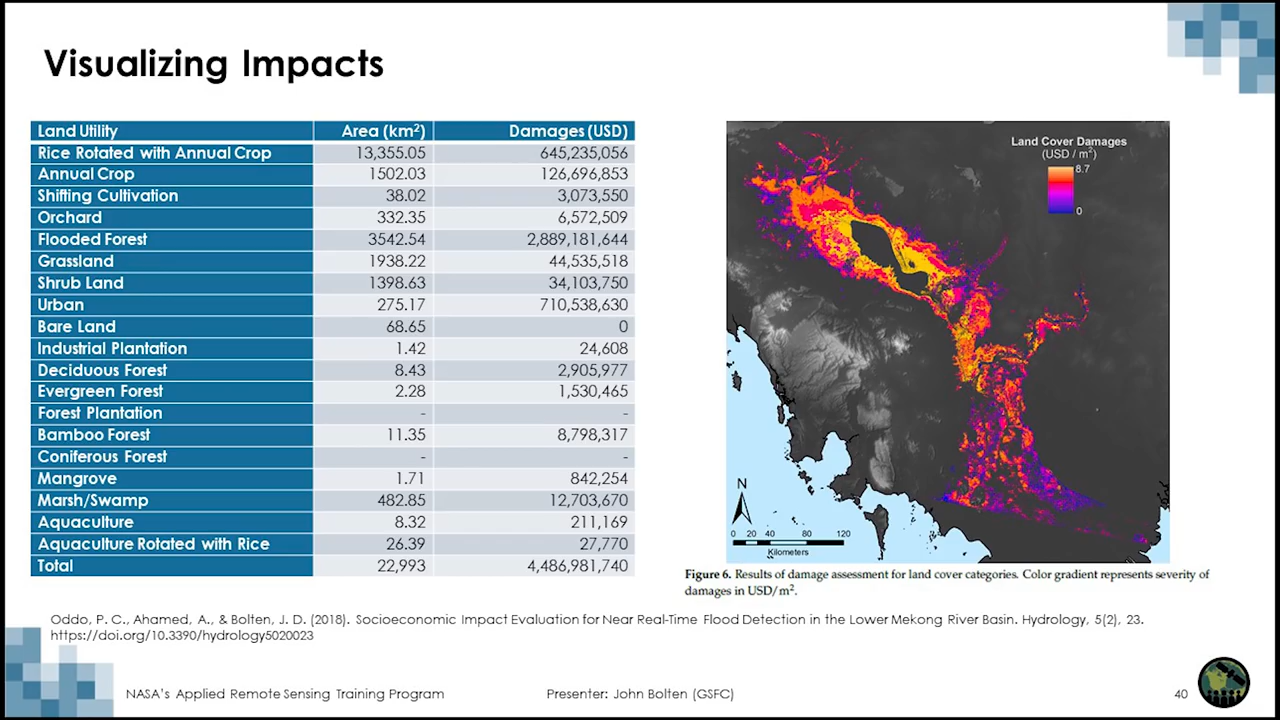 Visualizing Impacts
Land Utility Area (km²) Damages (USD)
Rice Rotated with Annual Crop 13,355.05 645,235,056
Annual Crop 1502.03 126,696,853
Shifting Cultivation 38.02 3,073,550
Orchard 332.35 6,572,509
Flooded Forest 3542.54 2,889,181,644
Grassland 1938.22 44,535,518
Shrub Land 1398.63 34,103,750
Urban 275.17 710,538,630
Bare Land 68.65 0
Industrial Plantation 1.42 24,608
Deciduous Forest 8.43 2,905,977
Evergreen Forest 2.28 1,530,465
Forest Plantation - -
Bamboo Forest 11.35 8,798,317
Coniferous Forest - -
Mangrove 1.71 842,254
Marsh/Swamp 482.85 12,703,670
Aquaculture 8.32 211,169
Aquaculture Rotated with Rice 26.39 27,770
Total 22,993 4,486,981,740
Land Cover Damages
(USD / m²)
8.7
0
N
0 20 40 80 120
Kilometers
Figure 6. Results of damage assessment for land cover categories. Color gradient represents severity of
damages in USD/m².
Oddo, P. C., Ahamed, A., & Bolten, J. D. (2018). Socioeconomic Impact Evaluation for Near Real-Time Flood Detection in the Lower Mekong River Basin. Hydrology, 5(2), 23.
https://doi.org/10.3390/hydrology5020023
NASA's Applied Remote Sensing Training Program Presenter: John Bolten (GSFC) 40